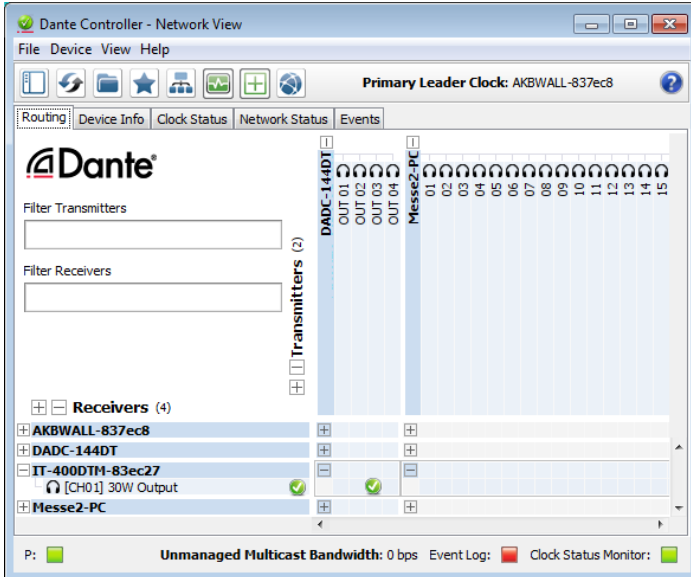 Dante Controller - Network View
File Device View Help
Primary Leader Clock: AKBWALL-837ec8
Routing Device Info Clock Status Network Status Events
Dante
Filter Transmitters
Filter Receivers
Transmitters (2)
DADC-144DT
OUT 01
OUT 02
OUT 03
OUT 04
Messe2-PC
01
02
03
04
05
06
07
08
09
10
11
12
13
14
15
Receivers (4)
AKBWALL-837ec8
DADC-144DT
IT-400DTM-83ec27
[CH01] 30W Output
Messe2-PC
P: Unmanaged Multicast Bandwidth: 0 bps Event Log: Clock Status Monitor: